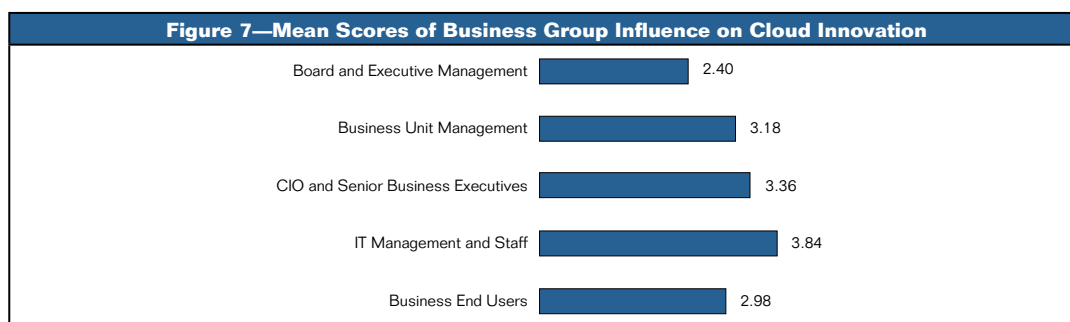 Figure 7—Mean Scores of Business Group Influence on Cloud Innovation
Board and Executive Management 2.40
Business Unit Management 3.18
CIO and Senior Business Executives 3.36
IT Management and Staff 3.84
Business End Users 2.98